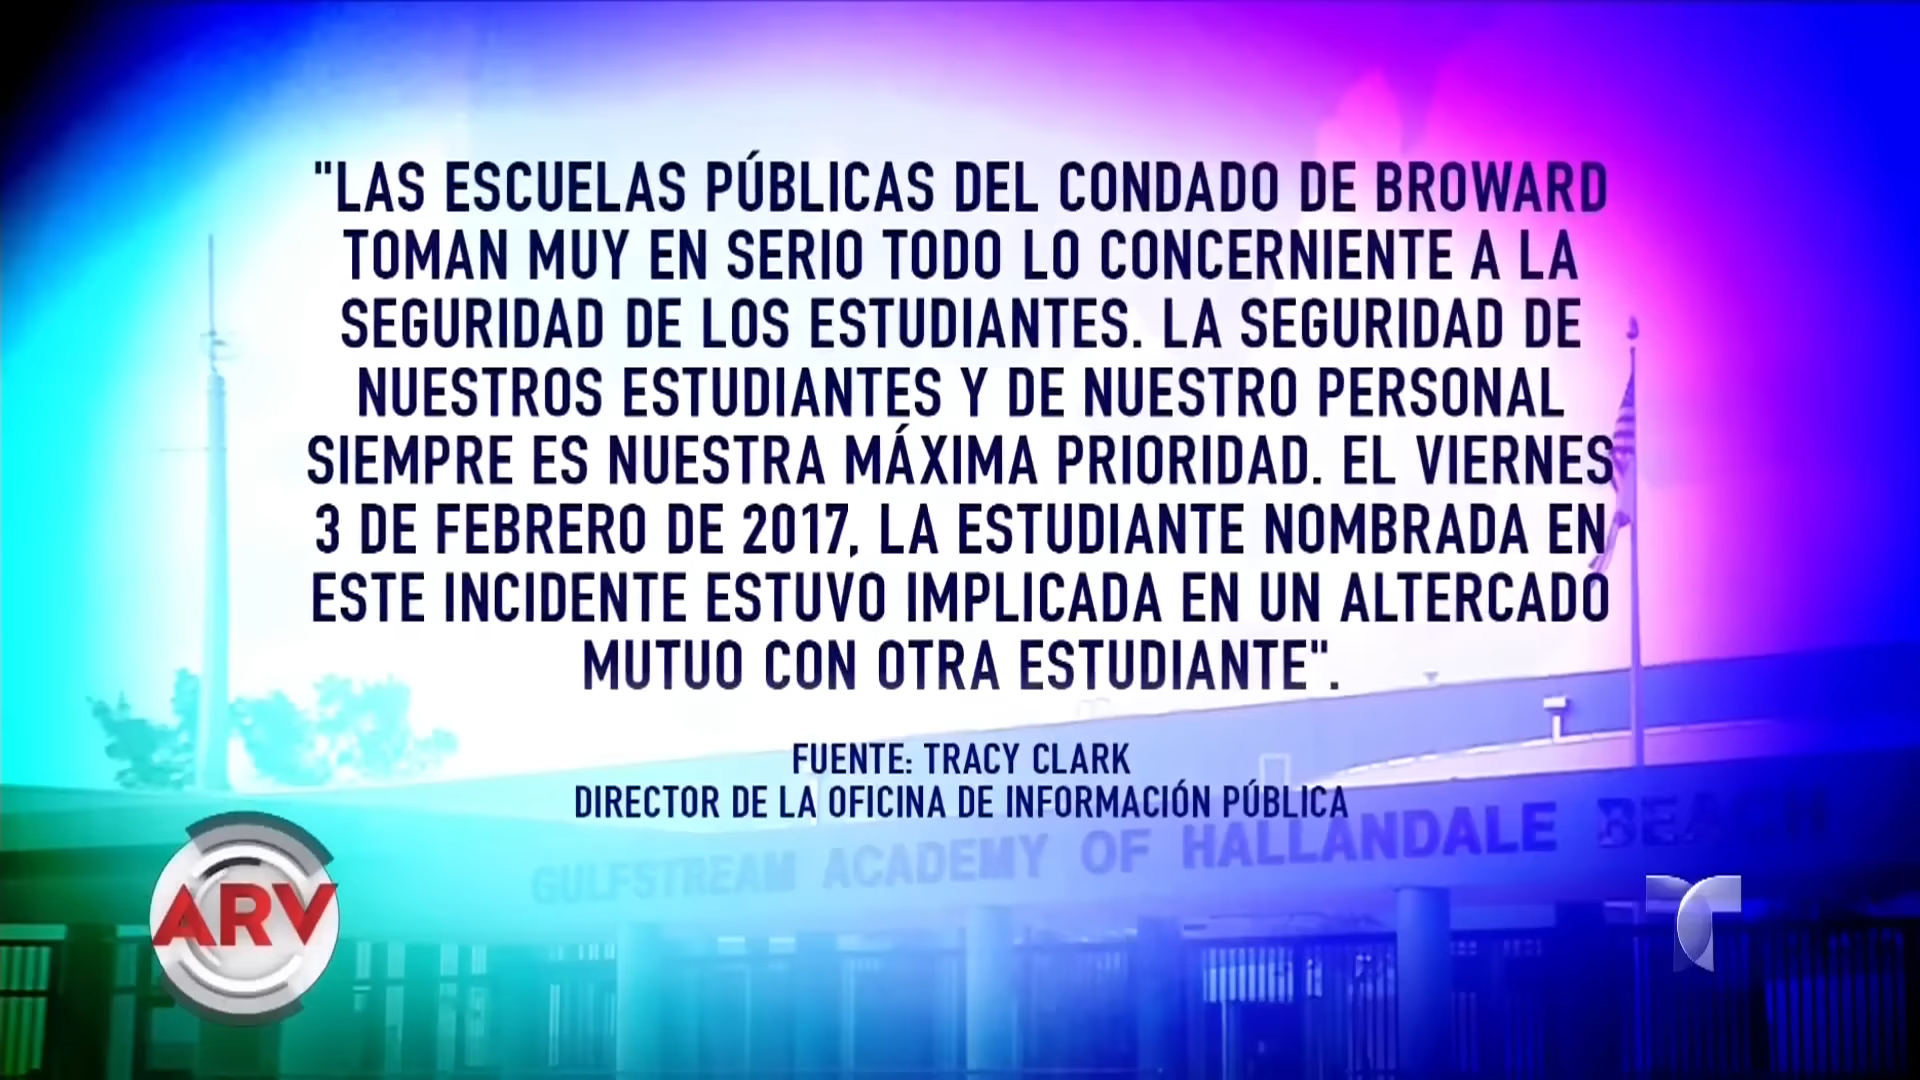 "LAS ESCUELAS PÚBLICAS DEL CONDADO DE BROWARD
TOMAN MUY EN SERIO TODO LO CONCERNIENTE A LA
SEGURIDAD DE LOS ESTUDIANTES. LA SEGURIDAD DE
NUESTROS ESTUDIANTES Y DE NUESTRO PERSONAL
SIEMPRE ES NUESTRA MÁXIMA PRIORIDAD. EL VIERNES
3 DE FEBRERO DE 2017, LA ESTUDIANTE NOMBRADA EN
ESTE INCIDENTE ESTUVO IMPLICADA EN UN ALTERCADO
MUTUO CON OTRA ESTUDIANTE".
FUENTE: TRACY CLARK
DIRECTOR DE LA OFICINA DE INFORMACIÓN PÚBLICA
GULFSTREAM ACADEMY OF HALLANDALE BEACH
ARV
T